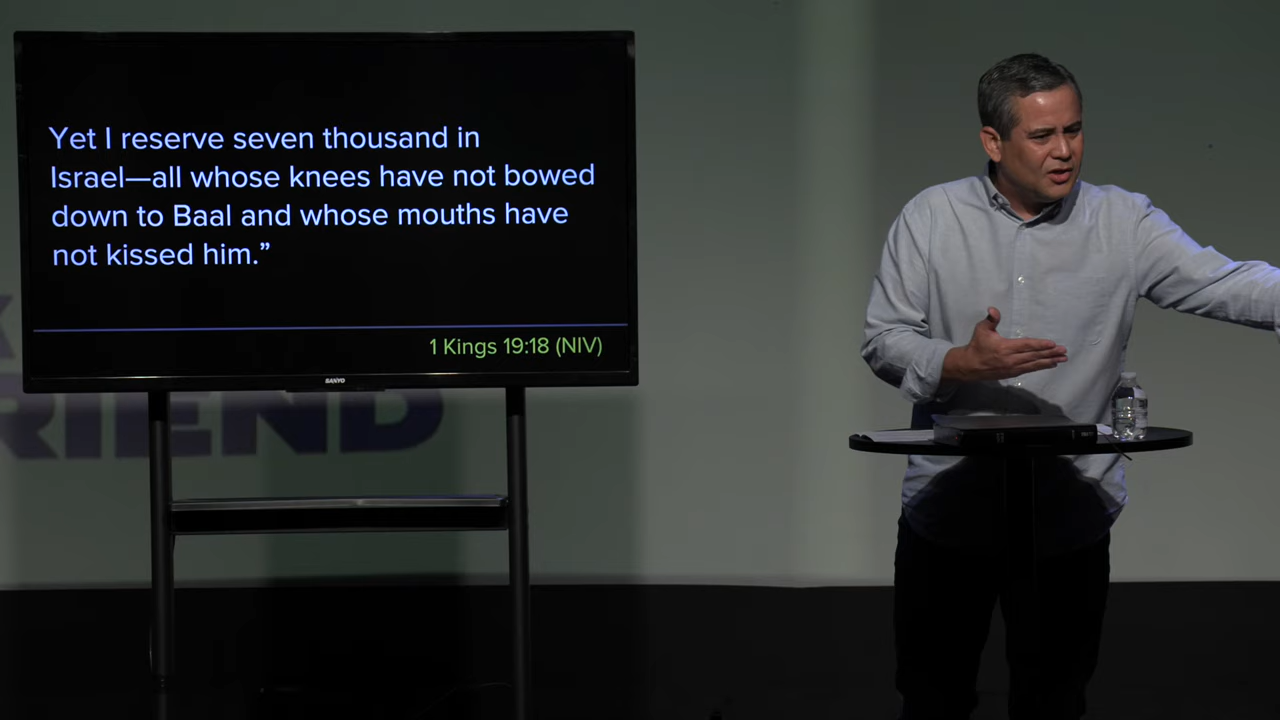 Yet I reserve seven thousand in
Israel—all whose knees have not bowed
down to Baal and whose mouths have
not kissed him.”
1 Kings 19:18 (NIV)
SANYO
RIEND